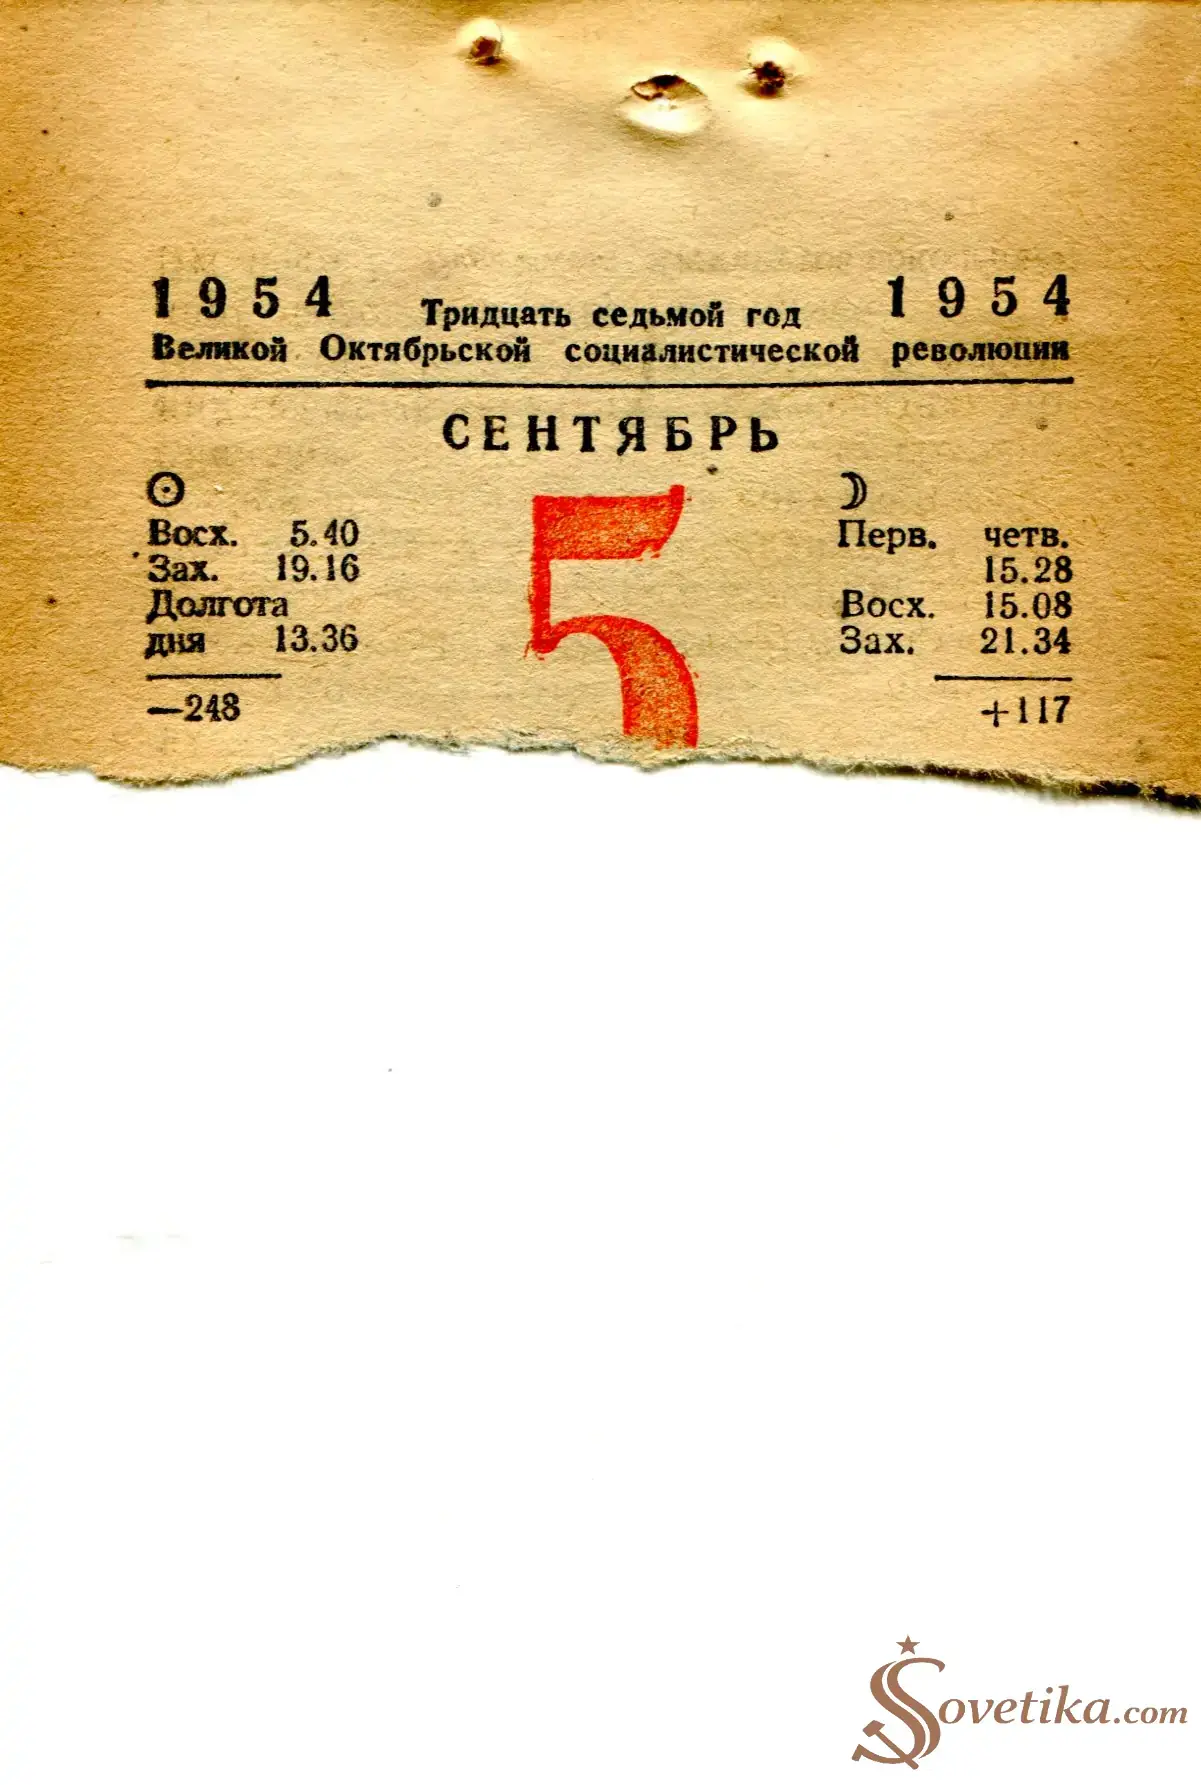 1954 Тридцать седьмой год 1954
Великой Октябрьской социалистической революции
СЕНТЯБРЬ
5
Восх. 5.40
Зах. 19.16
Долгота
дня 13.36
—248
Перв. четв.
15.28
Восх. 15.08
Зах. 21.34
+117
Sovetika.com